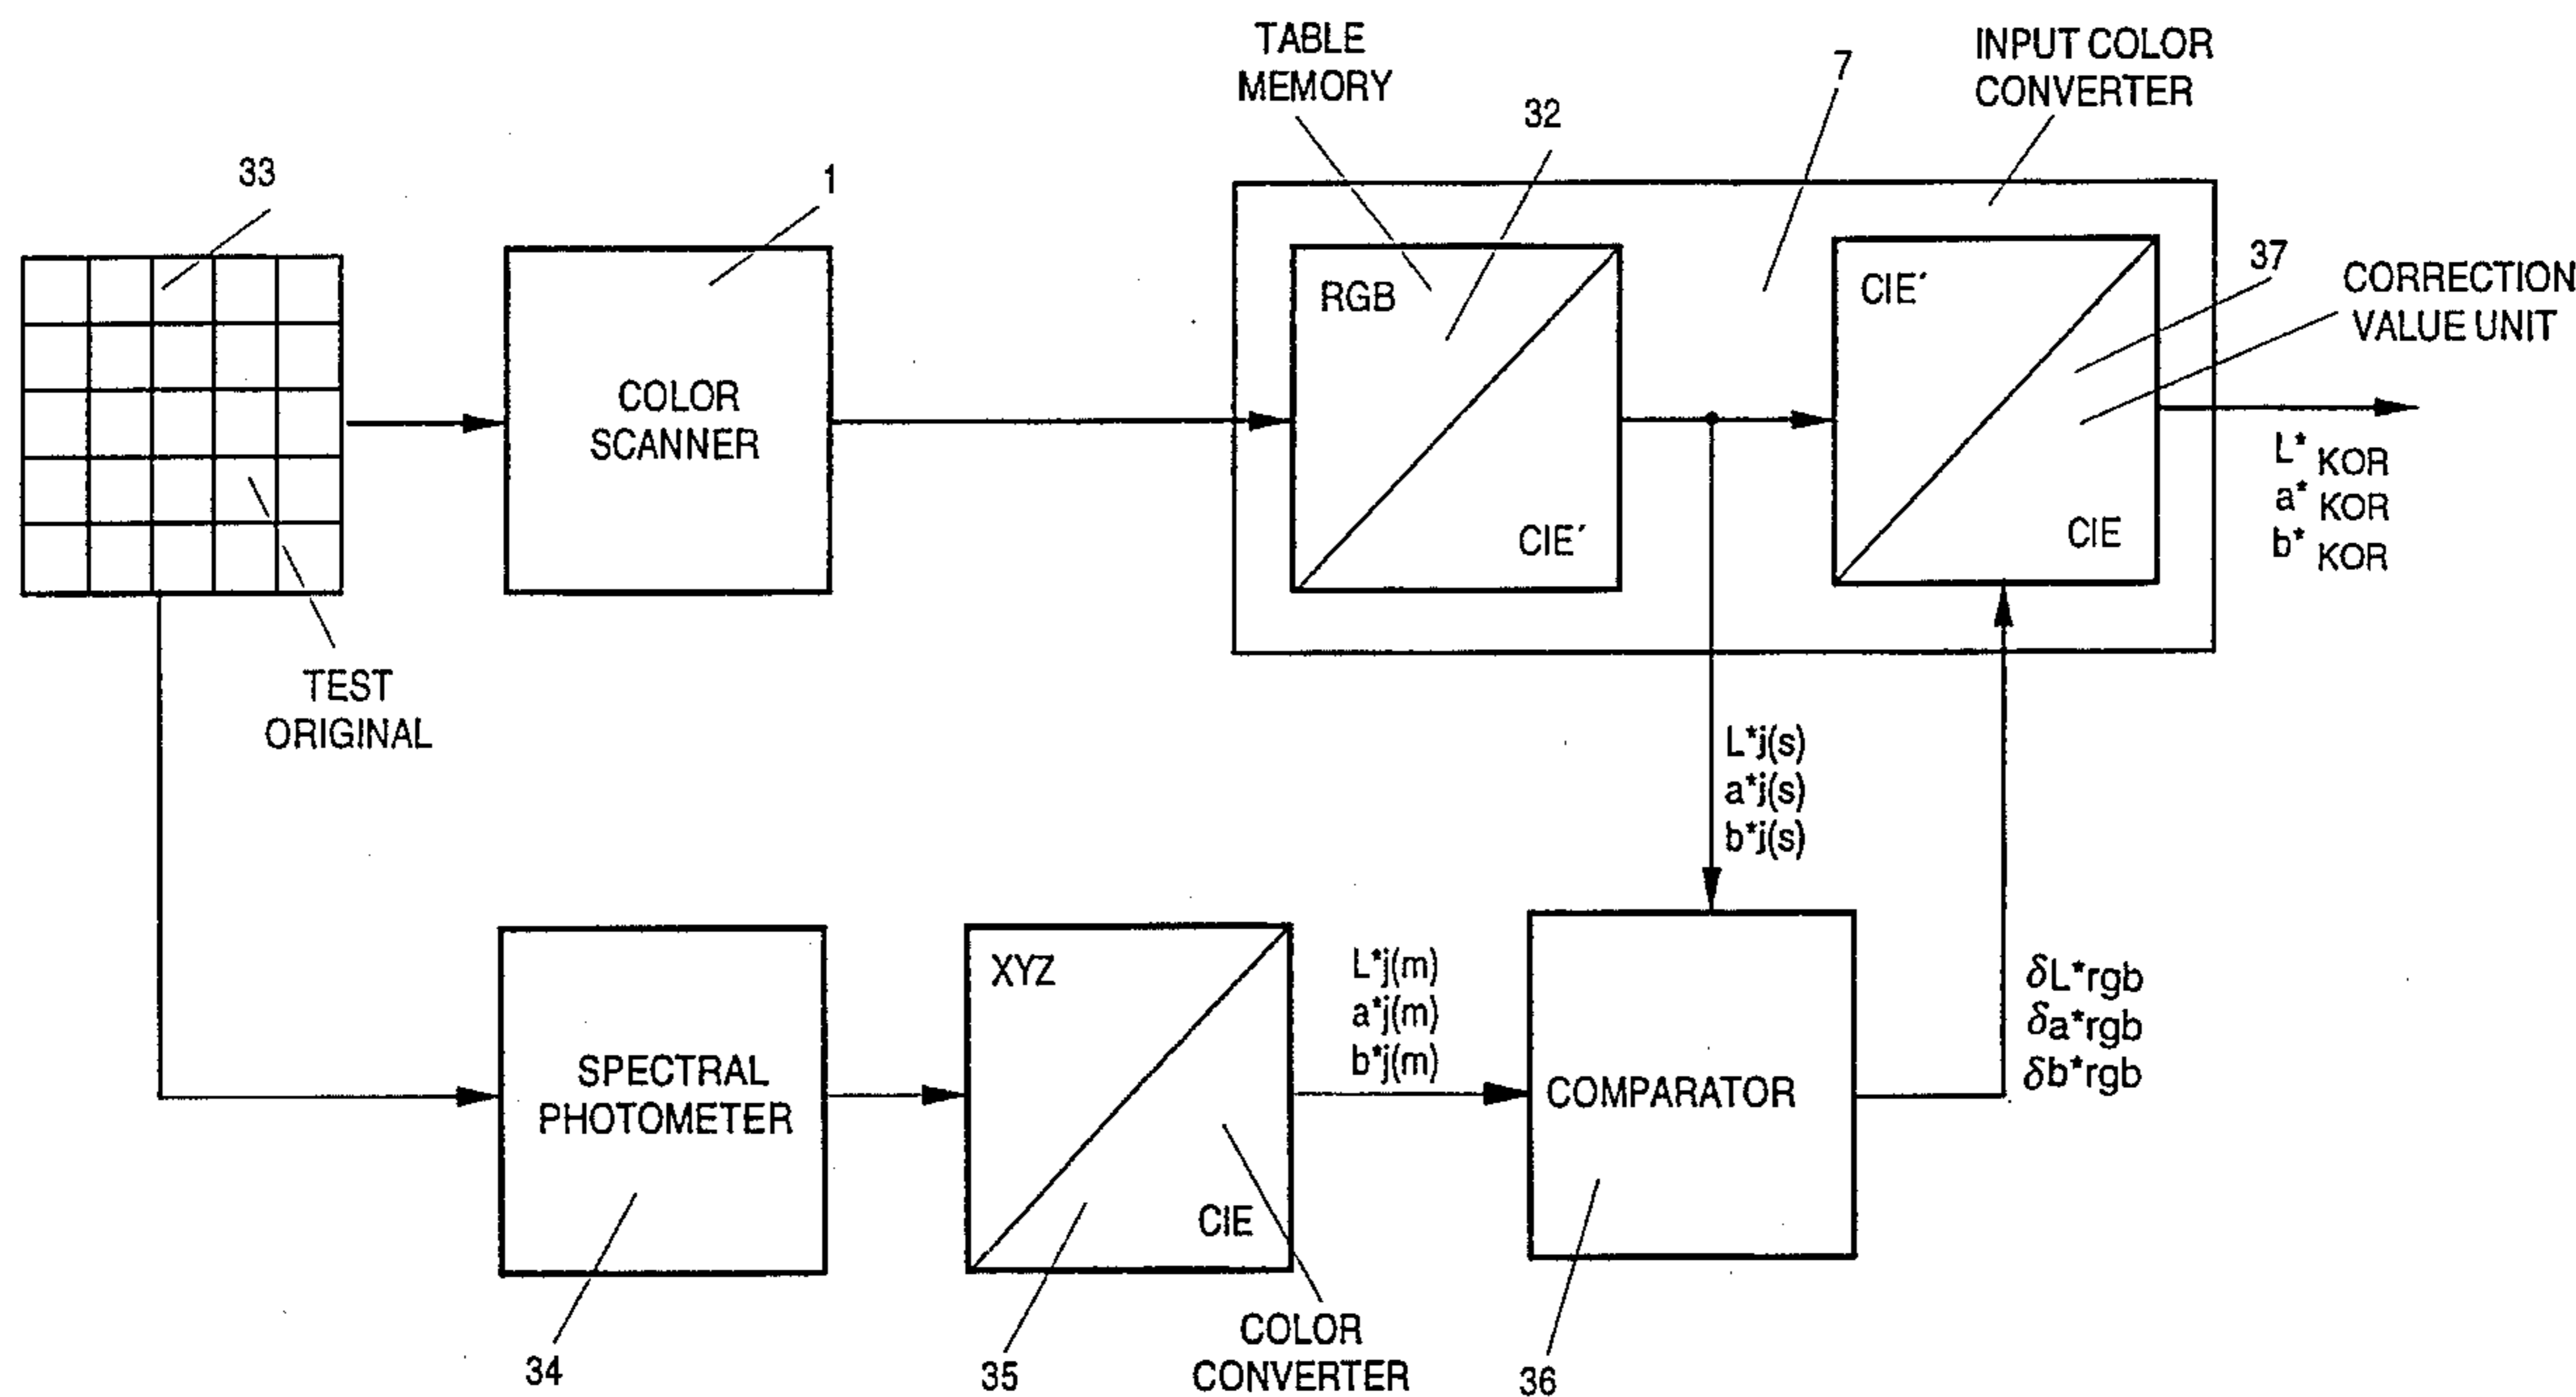 TABLE
MEMORY
7
INPUT COLOR
CONVERTER
33
1
32
37
CORRECTION
VALUE UNIT
RGB
CIE´
CIE´
CIE
COLOR
SCANNER
L* KOR
a* KOR
b* KOR
TEST
ORIGINAL
L*j(s)
a*j(s)
b*j(s)
SPECTRAL
PHOTOMETER
XYZ
CIE
L*j(m)
a*j(m)
b*j(m)
COMPARATOR
δL*rgb
δa*rgb
δb*rgb
34
35
COLOR
CONVERTER
36